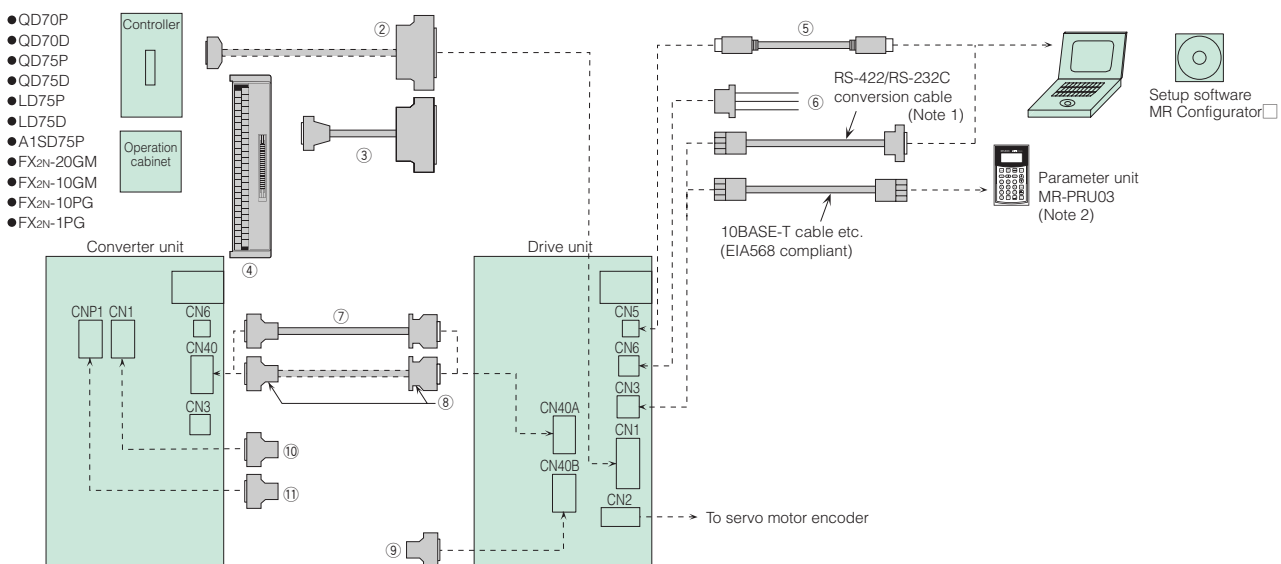 ●QD70P
●QD70D
●QD75P
●QD75D
●LD75P
●LD75D
●A1SD75P
●FX2N-20GM
●FX2N-10GM
●FX2N-10PG
●FX2N-1PG
Controller
Operation
cabinet
②
③
④
⑤
RS-422/RS-232C
conversion cable
(Note 1)
⑥
Setup software
MR Configurator□
Parameter unit
MR-PRU03
(Note 2)
10BASE-T cable etc.
(EIA568 compliant)
Converter unit
CNP1
CN1
CN6
CN40
CN3
⑦
⑧
⑩
⑪
Drive unit
CN5
CN6
CN3
CN40A
CN1
CN40B
CN2
To servo motor encoder
⑨